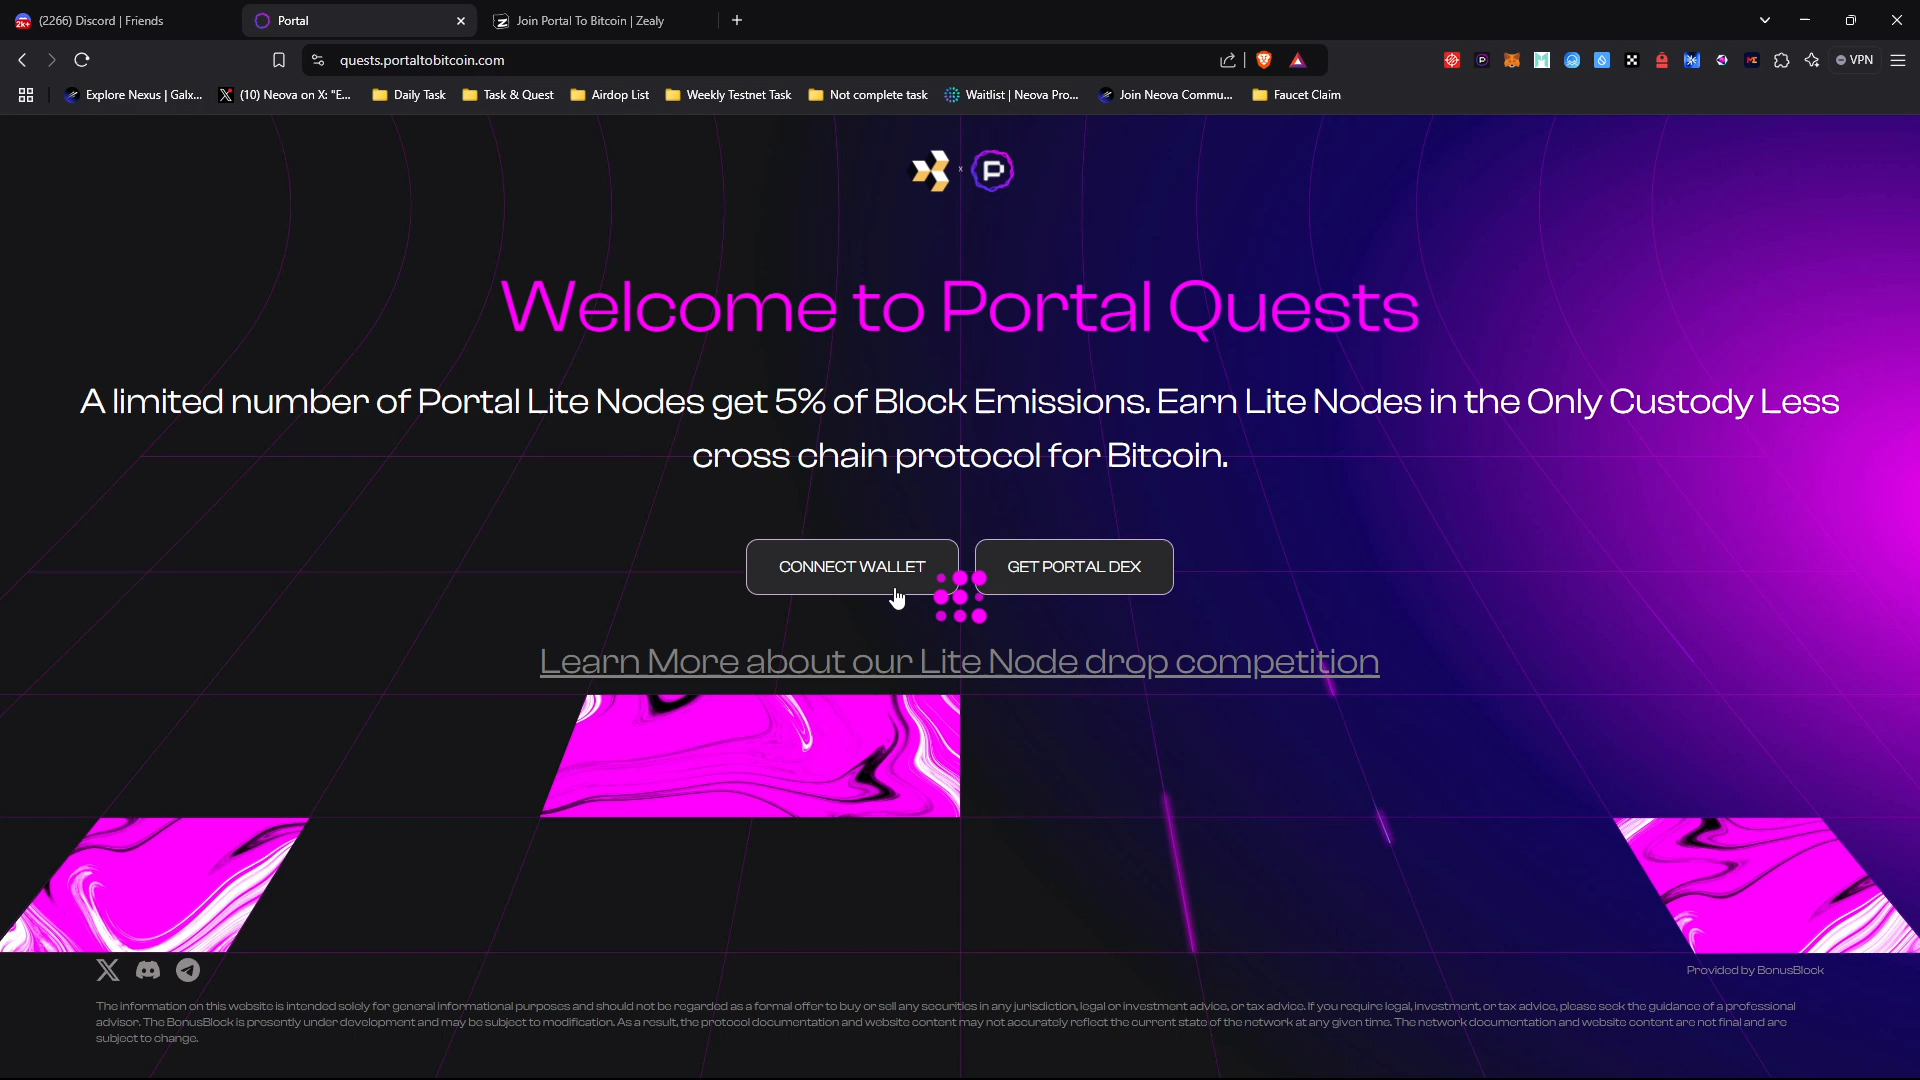 (2266) Discord | Friends
Portal
Join Portal To Bitcoin | Zealy
quests.portaltobitcoin.com
VPN
Explore Nexus | Galx...
(10) Neova on X: "E...
Daily Task
Task & Quest
Airdop List
Weekly Testnet Task
Not complete task
Waitlist | Neova Pro...
Join Neova Commu...
Faucet Claim
x
P
Welcome to Portal Quests
A limited number of Portal Lite Nodes get 5% of Block Emissions. Earn Lite Nodes in the Only Custody Less
cross chain protocol for Bitcoin.
CONNECT WALLET
GET PORTAL DEX
Learn More about our Lite Node drop competition
Provided by BonusBlock
The information on this website is intended solely for general informational purposes and should not be regarded as a formal offer to buy or sell any securities in any jurisdiction, legal or investment advice, or tax advice. If you require legal, investment, or tax advice, please seek the guidance of a professional
advisor. The BonusBlock is presently under development and may be subject to modification. As a result, the protocol documentation and website content may not accurately reflect the current state of the network at any given time. The network documentation and website content are not final and are
subject to change.